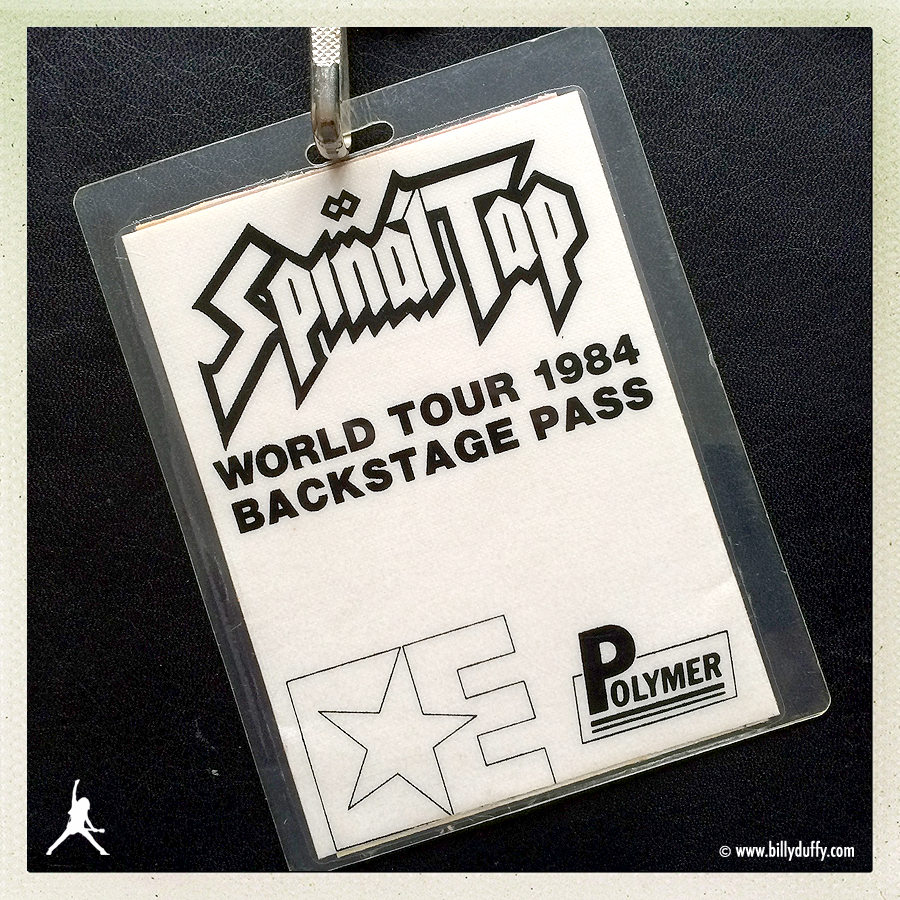 Spinal Tap
WORLD TOUR 1984
BACKSTAGE PASS
E
POLYMER
© www.billyduffy.com